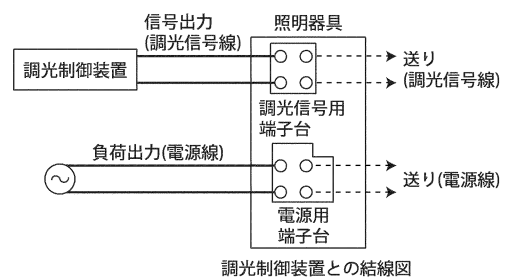 信号出力
(調光信号線)
照明器具
調光制御装置
送り
(調光信号線)
調光信号用
端子台
負荷出力(電源線)
送り(電源線)
電源用
端子台
調光制御装置との結線図